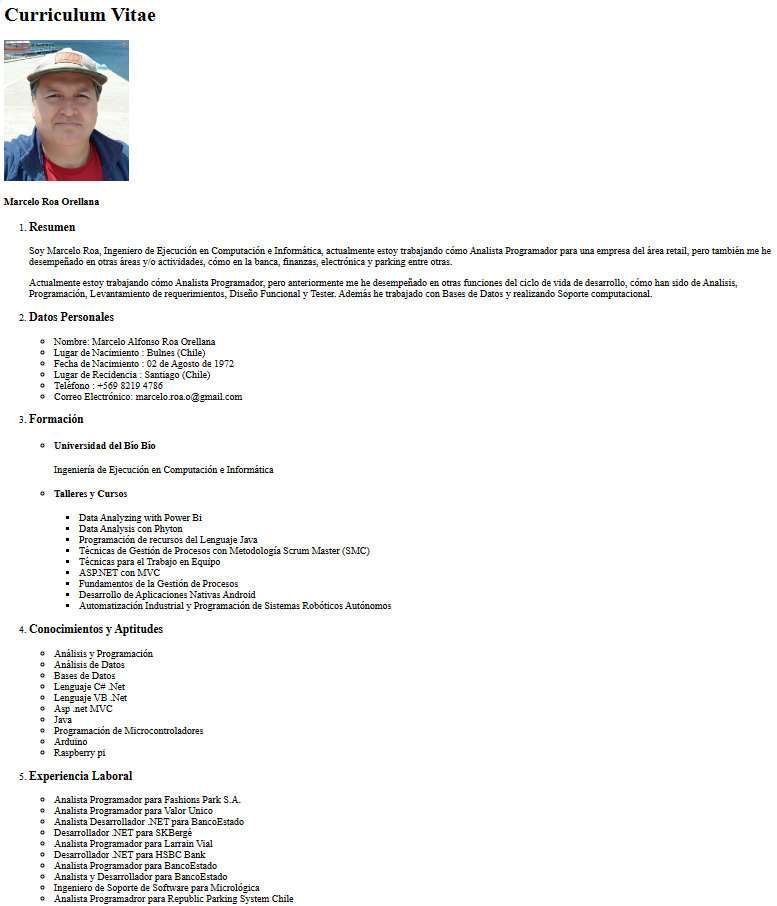 Curriculum Vitae
Marcelo Roa Orellana
1. Resumen
Soy Marcelo Roa, Ingeniero de Ejecución en Computación e Informática, actualmente estoy trabajando cómo Analista Programador para una empresa del área retail, pero también me he
desempeñado en otras áreas y/o actividades, cómo en la banca, finanzas, electrónica y parking entre otras.
Actualmente estoy trabajando cómo Analista Programador, pero anteriormente me he desempeñado en otras funciones del ciclo de vida de desarrollo, cómo han sido de Analisis,
Programación, Levantamiento de requerimientos, Diseño Funcional y Tester. Además he trabajado con Bases de Datos y realizando Soporte computacional.
2. Datos Personales
Nombre: Marcelo Alfonso Roa Orellana
Lugar de Nacimiento : Bulnes (Chile)
Fecha de Nacimiento : 02 de Agosto de 1972
Lugar de Recidencia : Santiago (Chile)
Teléfono : +569 8219 4786
Correo Electrónico: marcelo.roa.o@gmail.com
3. Formación
Universidad del Bío Bío
Ingeniería de Ejecución en Computación e Informática
Talleres y Cursos
Data Analyzing with Power Bi
Data Analysis con Phyton
Programación de recursos del Lenguaje Java
Técnicas de Gestión de Procesos con Metodología Scrum Master (SMC)
Técnicas para el Trabajo en Equipo
ASP.NET con MVC
Fundamentos de la Gestión de Procesos
Desarrollo de Aplicaciones Nativas Android
Automatización Industrial y Programación de Sistemas Robóticos Autónomos
4. Conocimientos y Aptitudes
Análisis y Programación
Análisis de Datos
Bases de Datos
Lenguaje C# .Net
Lenguaje VB .Net
Asp .net MVC
Java
Programación de Microcontroladores
Arduino
Raspberry pi
5. Experiencia Laboral
Analista Programador para Fashions Park S.A.
Analista Programador para Valor Unico
Analista Desarrollador .NET para BancoEstado
Desarrollador .NET para SKBergé
Analista Programador para Larrain Vial
Desarrollador .NET para HSBC Bank
Analista Programador para BancoEstado
Analista y Desarrollador para BancoEstado
Ingeniero de Soporte de Software para Micrológica
Analista Programadror para Republic Parking System Chile